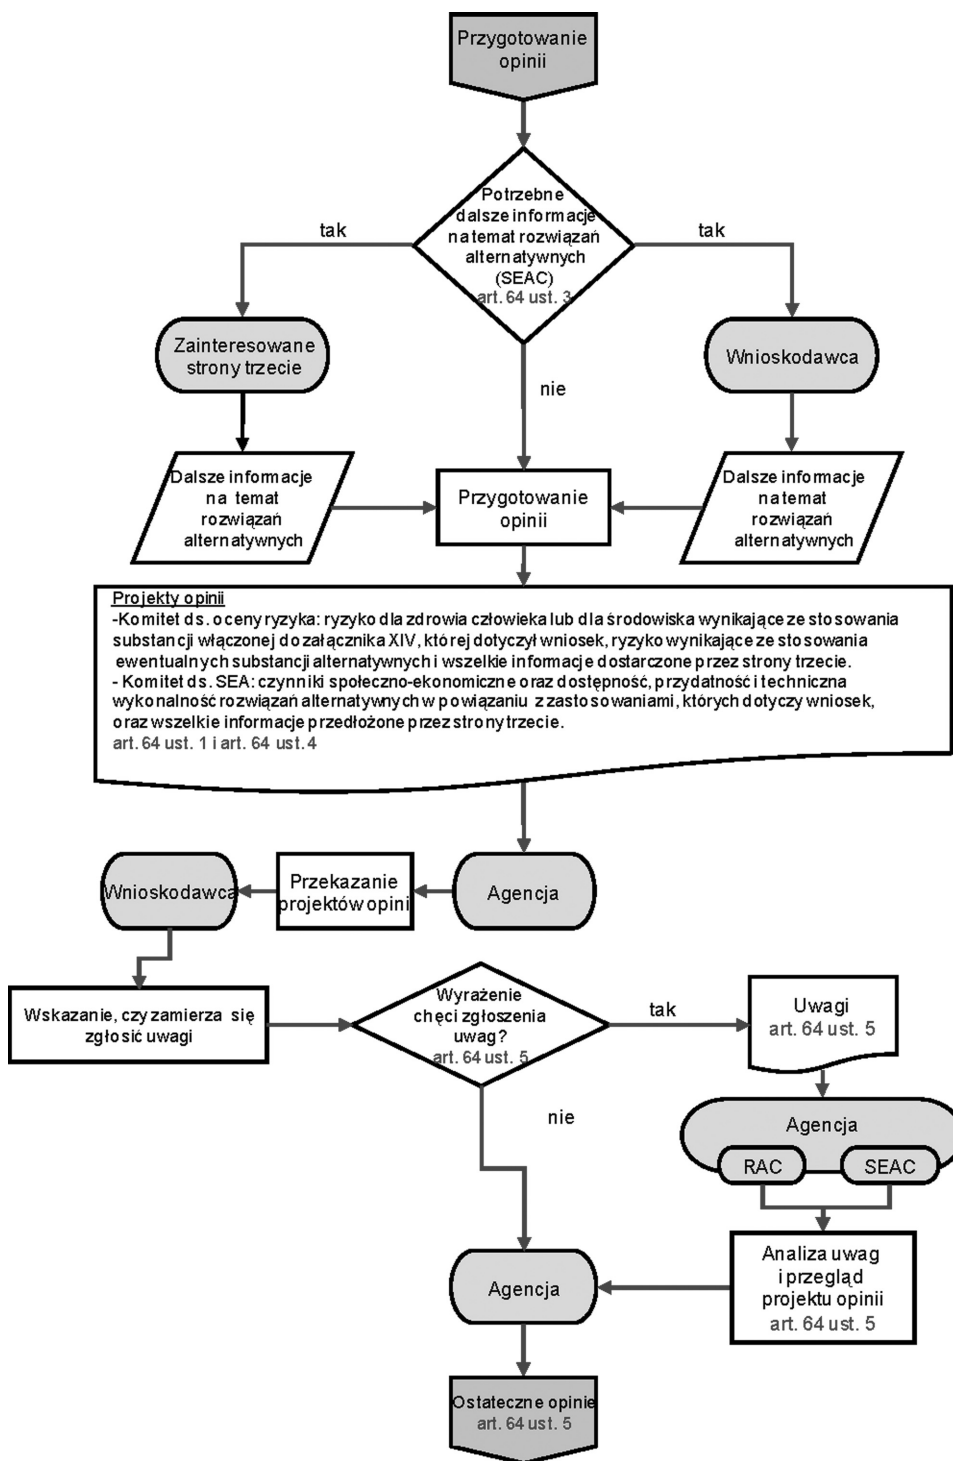 Przygotowanie
opinii
Potrzebne
dalsze informacje
na temat rozwiązań
alternatywnych
(SEAC)
art. 64 ust. 3
tak
tak
Zainteresowane
strony trzecie
Wnioskodawca
nie
Dalsze informacje
na temat
rozwiązań
alternatywnych
Przygotowanie
opinii
Dalsze informacje
na temat
rozwiązań
alternatywnych
Projekty opinii
-Komitet ds. oceny ryzyka: ryzyko dla zdrowia człowieka lub dla środowiska wynikające ze stosowania
substancji włączonej do załącznika XIV, której dotyczył wniosek, ryzyko wynikające ze stosowania
ewentualnych substancji alternatywnych i wszelkie informacje dostarczone przez strony trzecie.
- Komitet ds. SEA: czynniki społeczno-ekonomiczne oraz dostępność, przydatność i techniczna
wykonalność rozwiązań alternatywnych w powiązaniu z zastosowaniami, których dotyczy wniosek,
oraz wszelkie informacje przedłożone przez strony trzecie.
art. 64 ust. 1 i art. 64 ust. 4
Wnioskodawca
Przekazanie
projektów opinii
Agencja
Wskazanie, czy zamierza się
zgłosić uwagi
Wyrażenie
chęci zgłoszenia
uwag?
art. 64 ust. 5
tak
Uwagi
art. 64 ust. 5
nie
Agencja
RAC
SEAC
Analiza uwag
i przegląd
projektu opinii
art. 64 ust. 5
Agencja
Ostateczne opinie
art. 64 ust. 5